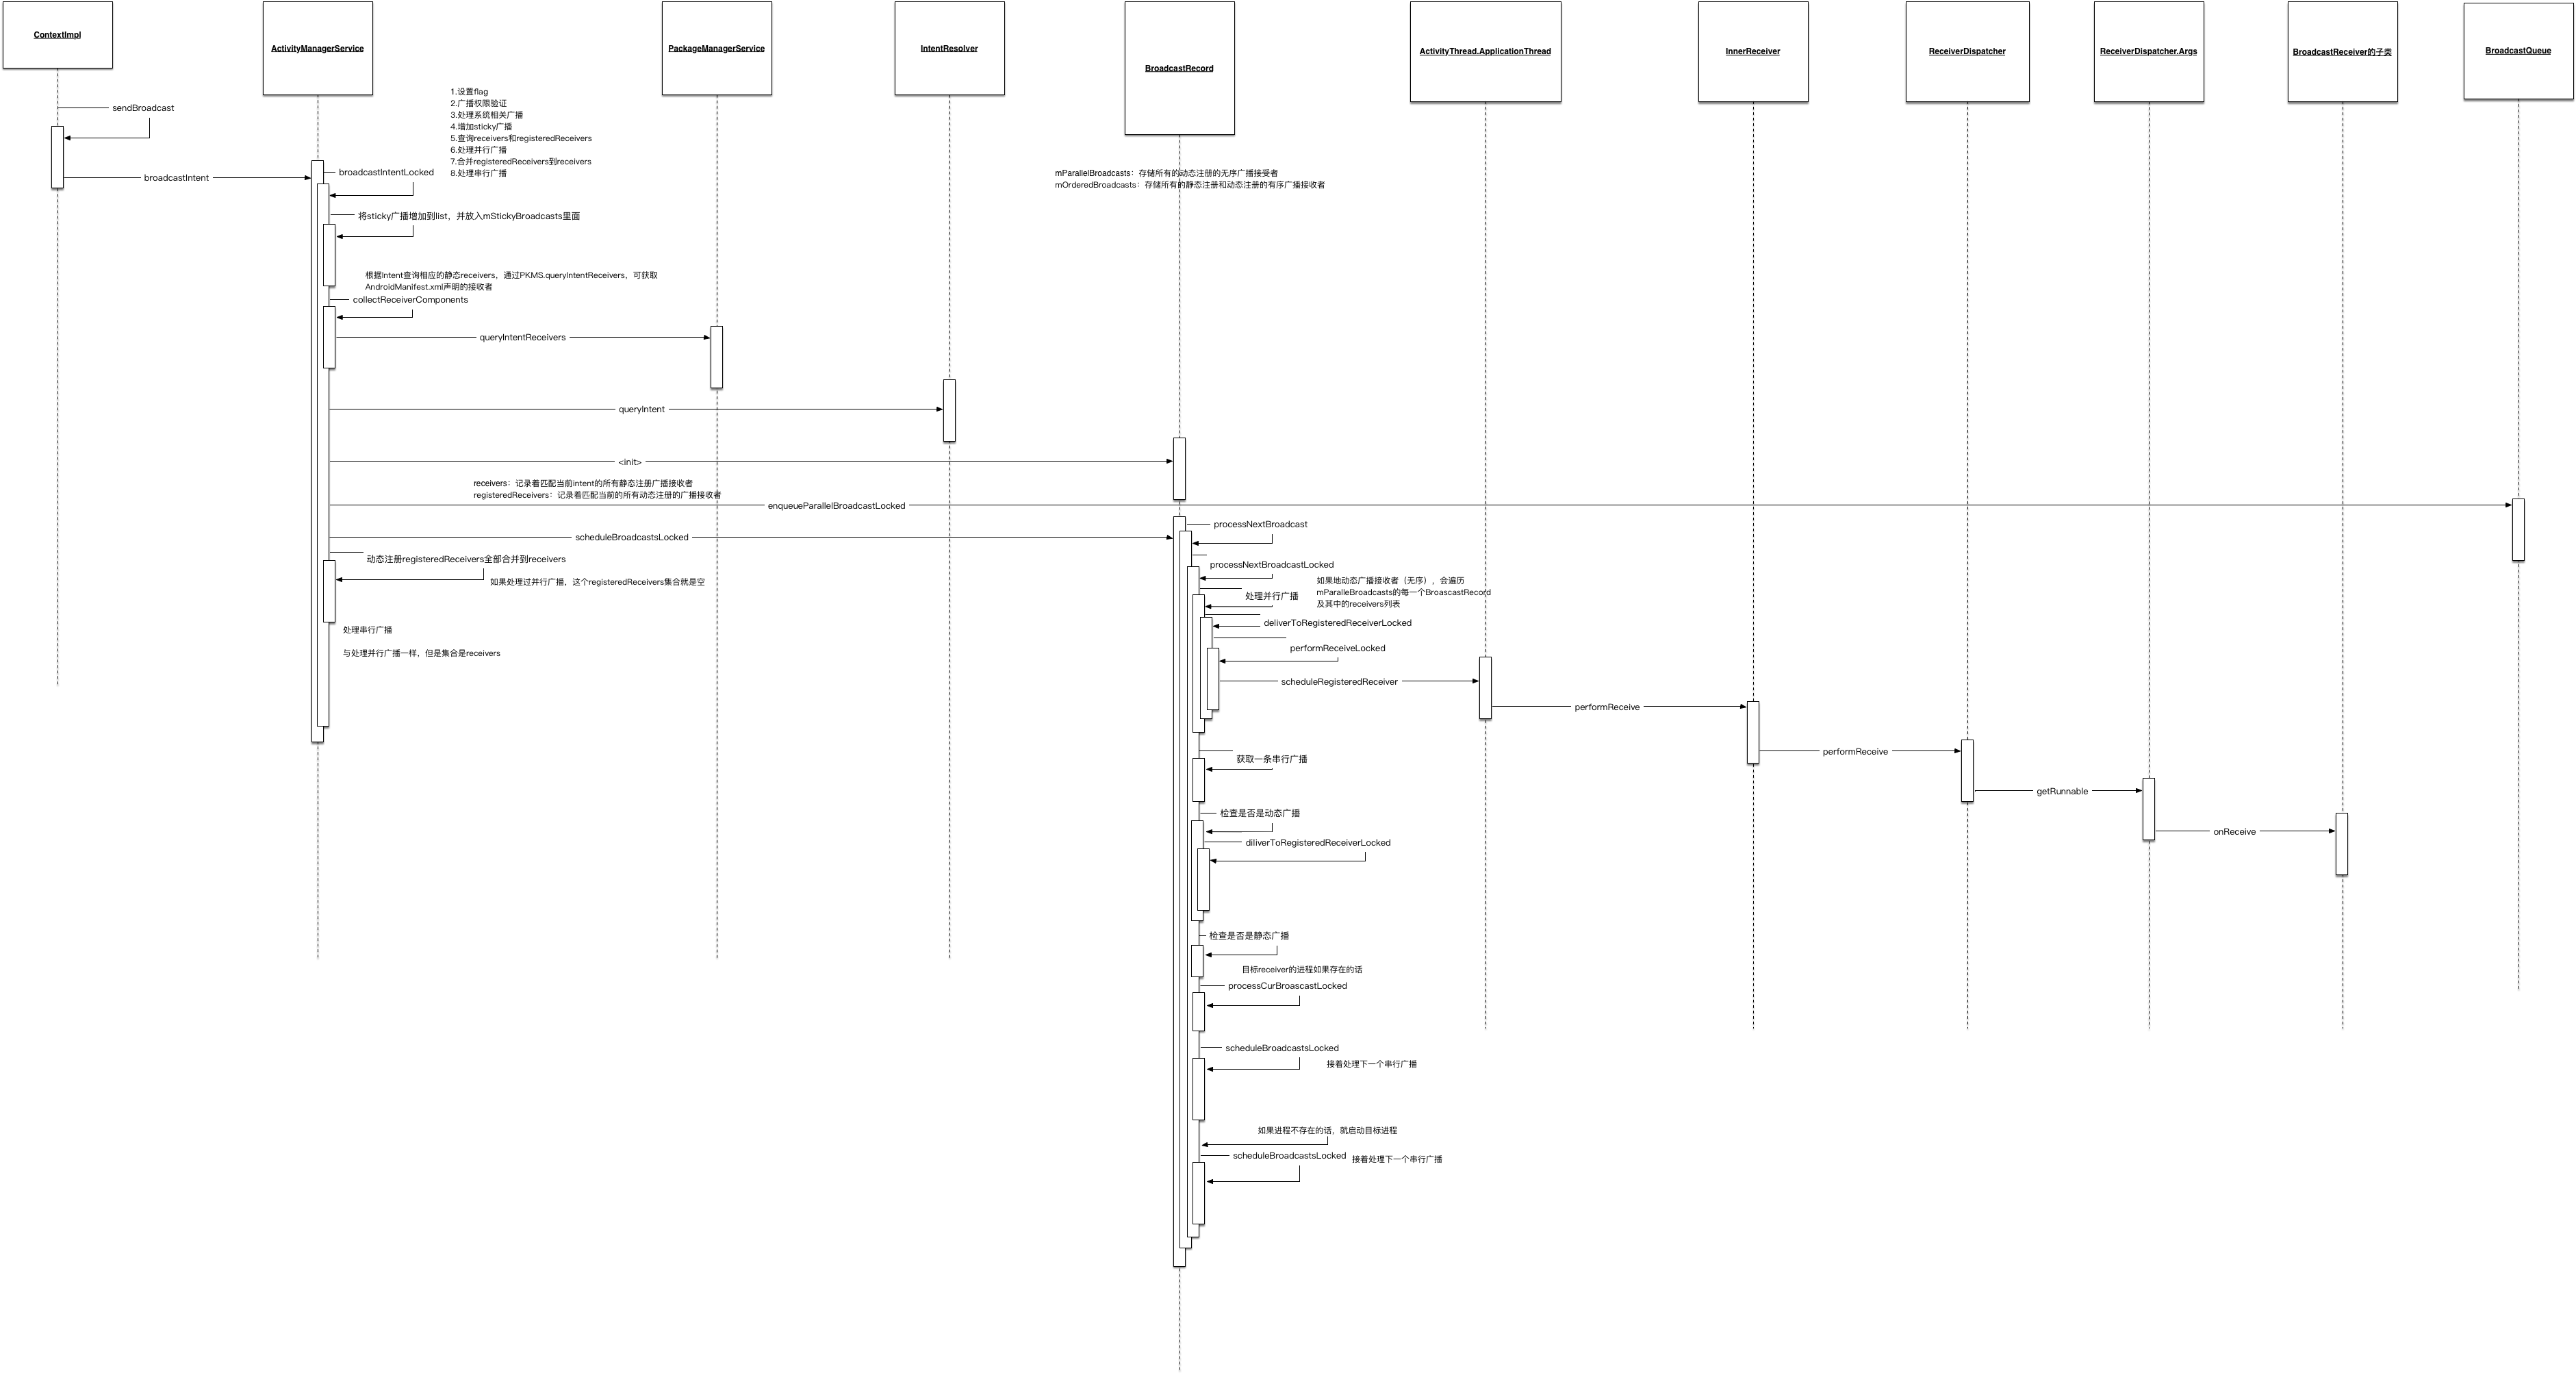 ContextImpl
ActivityManagerService
PackageManagerService
IntentResolver
BroadcastRecord
ActivityThread.ApplicationThread
InnerReceiver
ReceiverDispatcher
ReceiverDispatcher.Args
BroadcastReceiver的子类
BroadcastQueue
sendBroadcast
broadcastIntent
1.设置flag
2.广播权限验证
3.处理系统相关广播
4.增加sticky广播
5.查询receivers和registeredReceivers
6.处理并行广播
7.合并registeredReceivers到receivers
8.处理串行广播
broadcastIntentLocked
mParallelBroadcasts：存储所有的动态注册的无序广播接受者
mOrderedBroadcasts：存储所有的静态注册和动态注册的有序广播接收者
将sticky广播增加到list，并放入mStickyBroadcasts里面
根据Intent查询相应的静态receivers，通过PKMS.queryIntentReceivers，可获取
AndroidManifest.xml声明的接收者
collectReceiverComponents
queryIntentReceivers
queryIntent
<init>
receivers：记录着匹配当前intent的所有静态注册广播接收者
registeredReceivers：记录着匹配当前的所有动态注册的广播接收者
enqueueParallelBroadcastLocked
processNextBroadcast
scheduleBroadcastsLocked
动态注册registeredReceivers全部合并到receivers
如果处理过并行广播，这个registeredReceivers集合就是空
processNextBroadcastLocked
如果地动态广播接收者（无序），会遍历
mParalleBroadcasts的每一个BroascastRecord
及其中的receivers列表
处理并行广播
deliverToRegisteredReceiverLocked
处理串行广播
与处理并行广播一样，但是集合是receivers
performReceiveLocked
scheduleRegisteredReceiver
performReceive
performReceive
获取一条串行广播
getRunnable
检查是否是动态广播
onReceive
diliverToRegisteredReceiverLocked
检查是否是静态广播
目标receiver的进程如果存在的话
processCurBroascastLocked
scheduleBroadcastsLocked
接着处理下一个串行广播
如果进程不存在的话，就启动目标进程
scheduleBroadcastsLocked
接着处理下一个串行广播